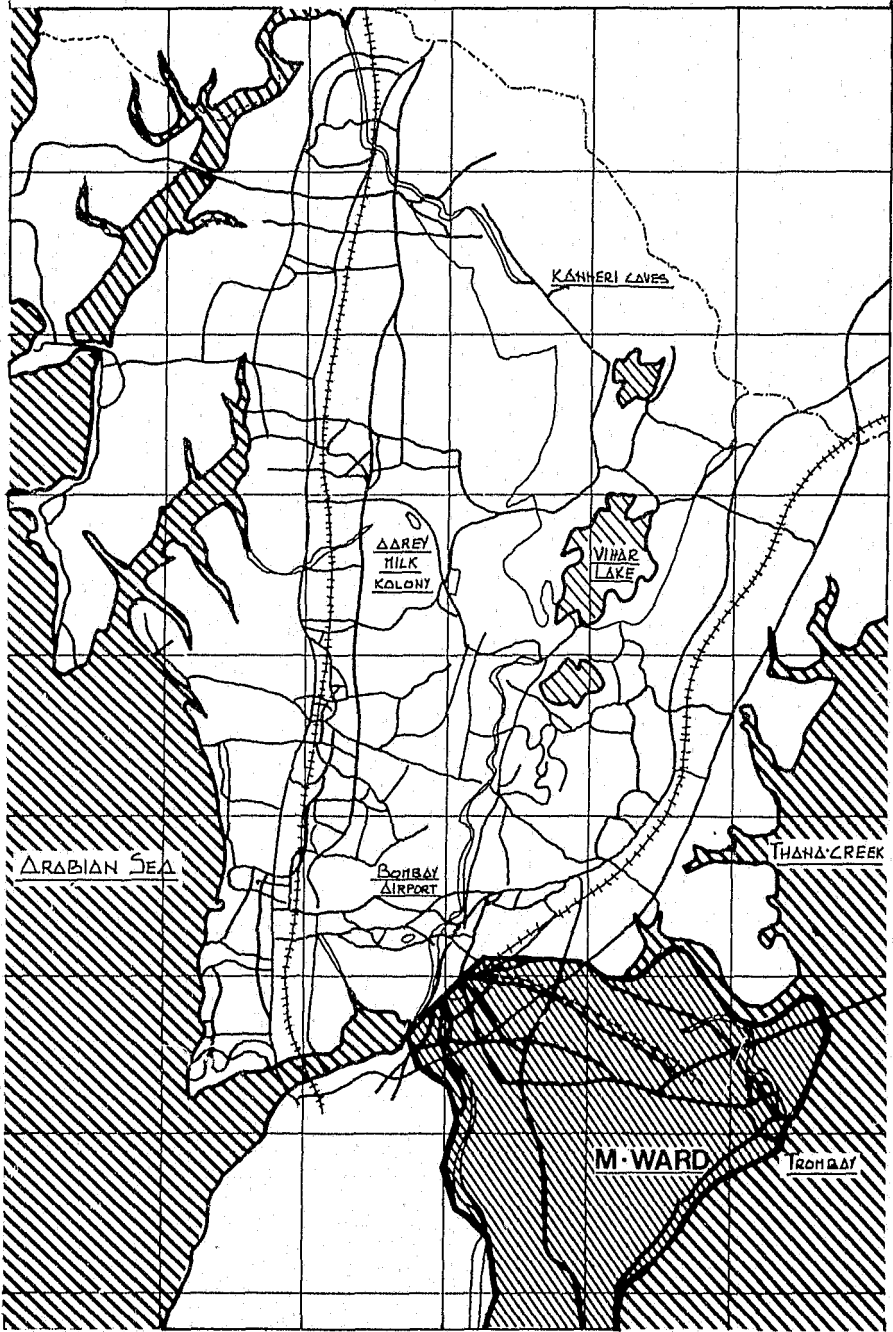 KANHERI CAVES
AAREY
MILK
KOLONY
VIHAR
LAKE
ARABIAN SEA
THANA·CREEK
BOMBAY
AIRPORT
M·WARD
TROMBAY